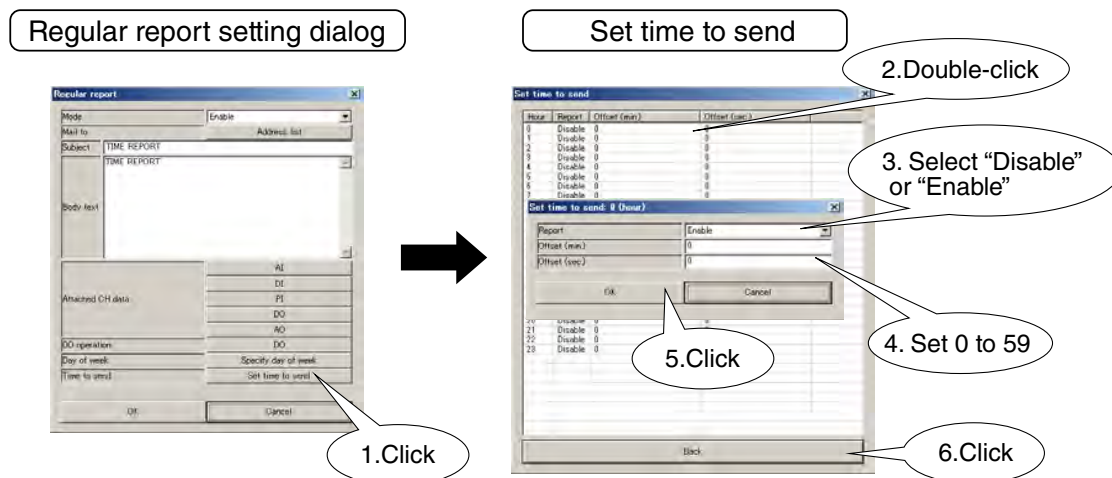 Regular report setting dialog
Set time to send
Regular report
Mode Enable
Mail to Address list
Subject TIME REPORT
Body text TIME REPORT
Attached CH data AI
DI
PI
DO
AO
DO operation DO
Day of week Specify day of week
Time to send Set time to send
OK Cancel
1.Click
Set time to send
Hour Report Offset (min) Offset (sec)
0 Disable 0 0
1 Disable 0 0
2 Disable 0 0
3 Disable 0 0
4 Disable 0 0
5 Disable 0 0
6 Disable 0 0
7 Disable 0 0
Set time to send: 0 (hour)
Report Enable
Offset (min) 0
Offset (sec) 0
OK Cancel
20 Disable 0
21 Disable 0
22 Disable 0
23 Disable 0
Back
2.Double-click
3. Select “Disable”
or “Enable”
4. Set 0 to 59
5.Click
6.Click